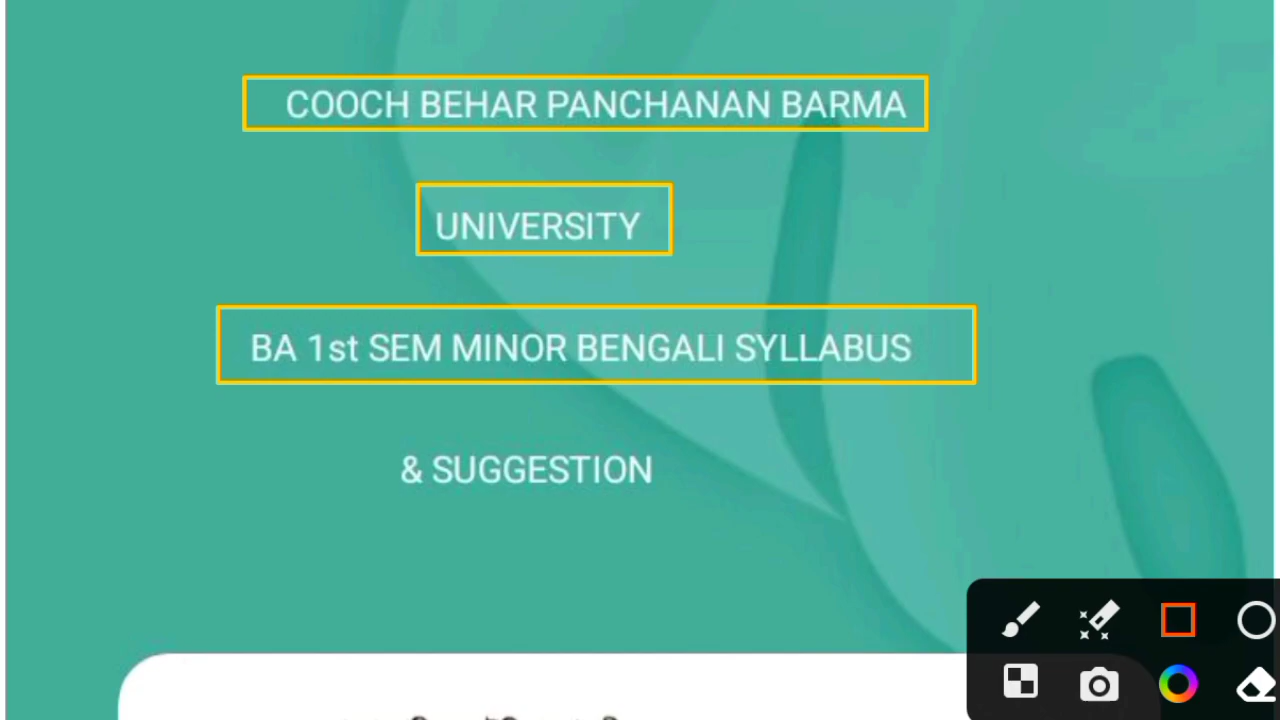 COOCH BEHAR PANCHANAN BARMA
UNIVERSITY
BA 1st SEM MINOR BENGALI SYLLABUS
& SUGGESTION